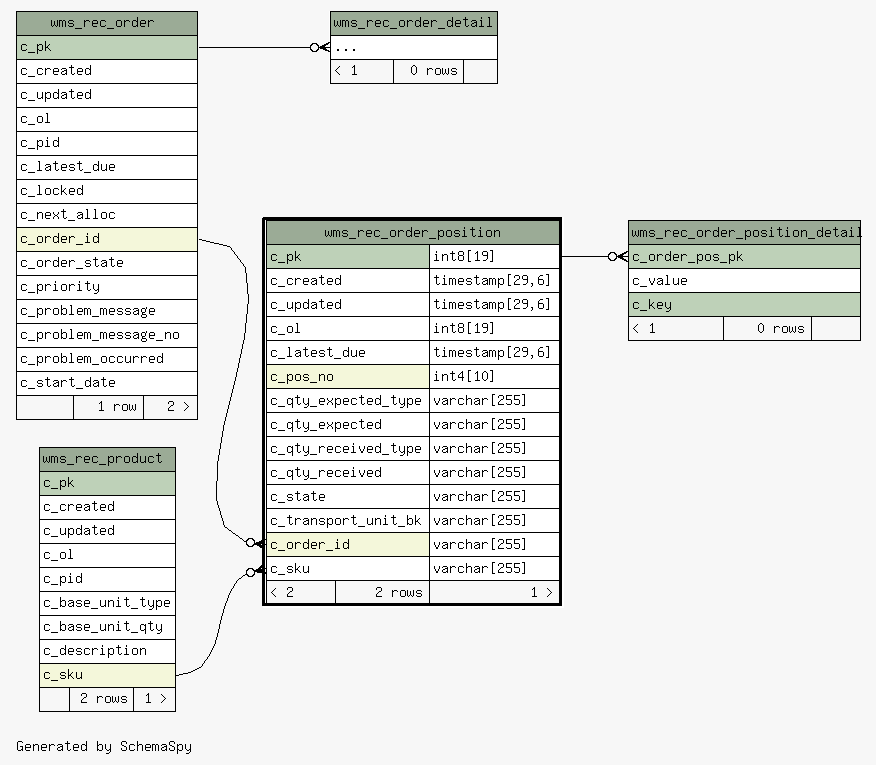 wms_rec_order
c_pk
c_created
c_updated
c_ol
c_pid
c_latest_due
c_locked
c_next_alloc
c_order_id
c_order_state
c_priority
c_problem_message
c_problem_message_no
c_problem_occurred
c_start_date
1 row 2 >
wms_rec_order_detail
...
< 1 0 rows
wms_rec_order_position
c_pk int8[19]
c_created timestamp[29,6]
c_updated timestamp[29,6]
c_ol int8[19]
c_latest_due timestamp[29,6]
c_pos_no int4[10]
c_qty_expected_type varchar[255]
c_qty_expected varchar[255]
c_qty_received_type varchar[255]
c_qty_received varchar[255]
c_state varchar[255]
c_transport_unit_bk varchar[255]
c_order_id varchar[255]
c_sku varchar[255]
< 2 2 rows 1 >
wms_rec_order_position_detail
c_order_pos_pk
c_value
c_key
< 1 0 rows
wms_rec_product
c_pk
c_created
c_updated
c_ol
c_pid
c_base_unit_type
c_base_unit_qty
c_description
c_sku
2 rows 1 >
Generated by SchemaSpy